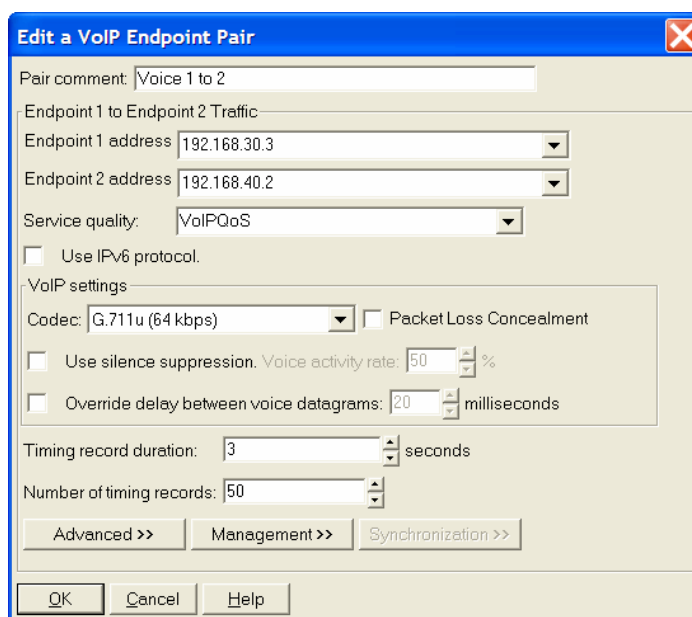 Edit a VoIP Endpoint Pair
Pair comment: Voice 1 to 2
Endpoint 1 to Endpoint 2 Traffic
Endpoint 1 address 192.168.30.3
Endpoint 2 address 192.168.40.2
Service quality: VoIPQoS
Use IPv6 protocol.
VoIP settings
Codec: G.711u (64 kbps) Packet Loss Concealment
Use silence suppression. Voice activity rate: 50 %
Override delay between voice datagrams: 20 milliseconds
Timing record duration: 3 seconds
Number of timing records: 50
Advanced >> Management >> Synchronization >>
OK Cancel Help